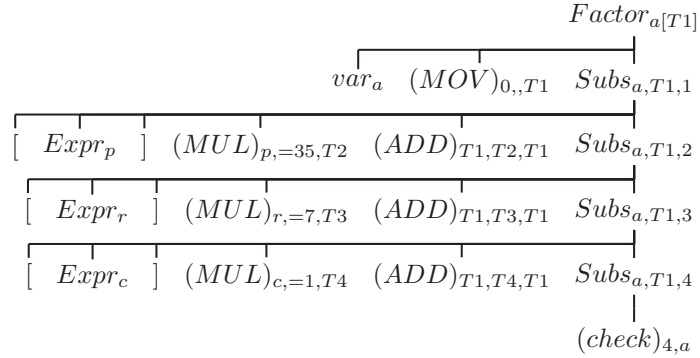 Factor_{a[T1]}
var_a (MOV)_{0,,T1} Subs_{a,T1,1}
[ Expr_p ] (MUL)_{p,=35,T2} (ADD)_{T1,T2,T1} Subs_{a,T1,2}
[ Expr_r ] (MUL)_{r,=7,T3} (ADD)_{T1,T3,T1} Subs_{a,T1,3}
[ Expr_c ] (MUL)_{c,=1,T4} (ADD)_{T1,T4,T1} Subs_{a,T1,4}
(check)_{4,a}